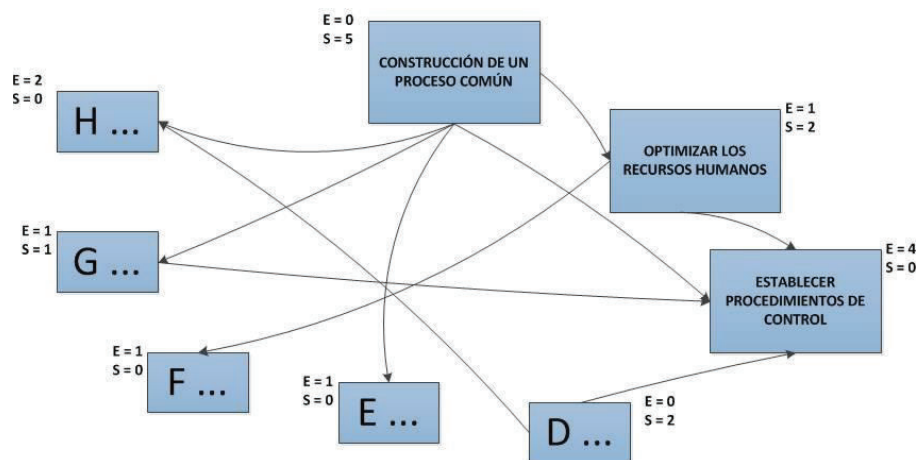 E = 0
S = 5
CONSTRUCCIÓN DE UN
PROCESO COMÚN
E = 2
S = 0
H ...
E = 1
S = 2
OPTIMIZAR LOS
RECURSOS HUMANOS
E = 1
S = 1
G ...
E = 4
S = 0
ESTABLECER
PROCEDIMIENTOS DE
CONTROL
E = 1
S = 0
F ...
E = 1
S = 0
E ...
E = 0
S = 2
D ...